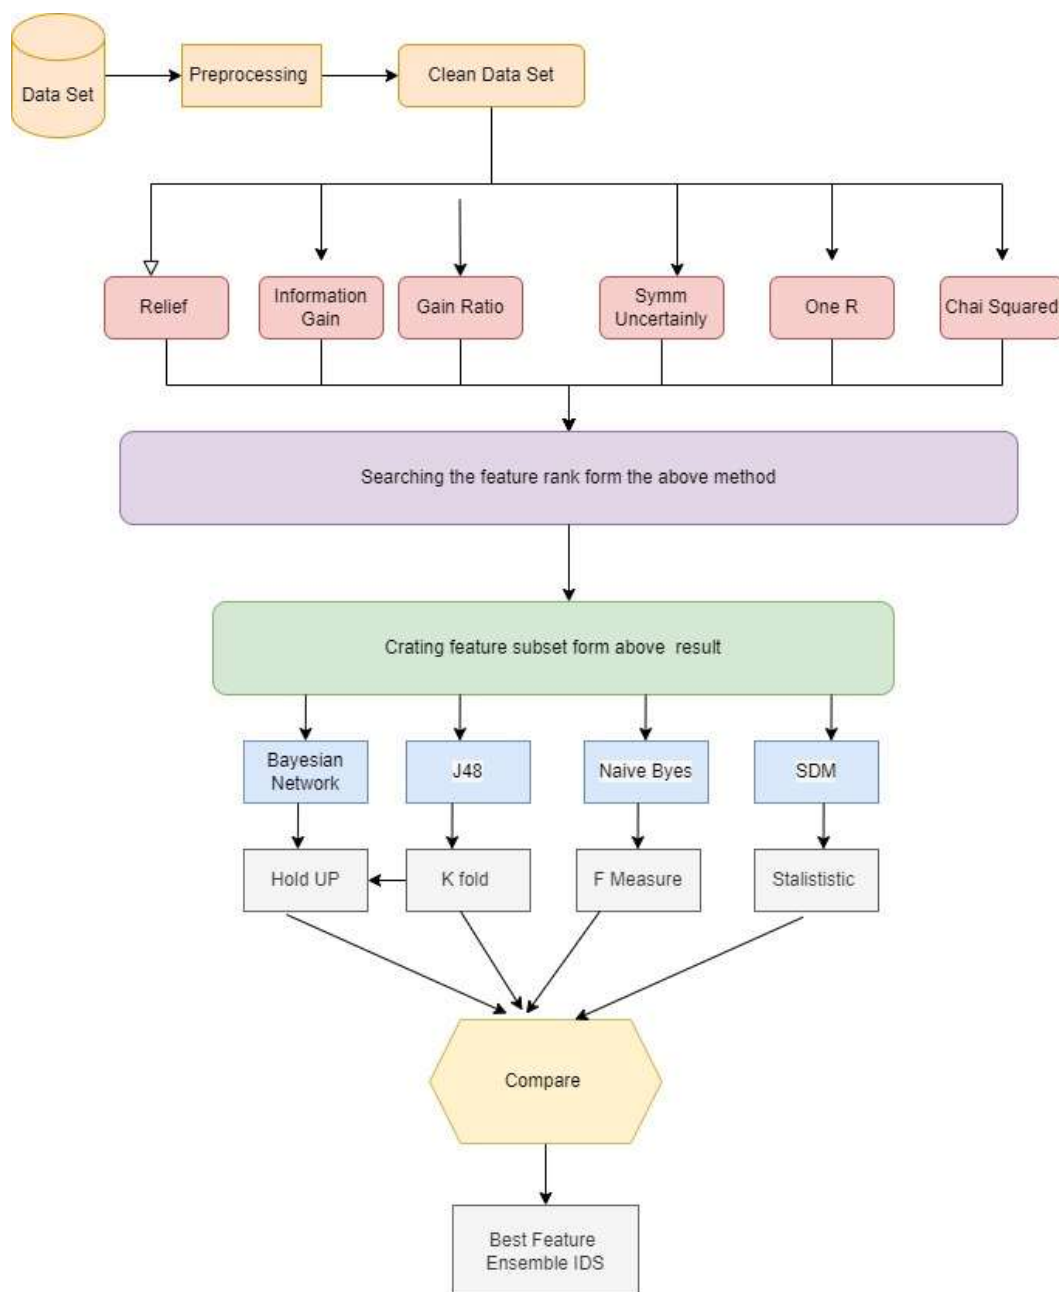 Data Set
Preprocessing
Clean Data Set
Relief
Information
Gain
Gain Ratio
Symm
Uncertainly
One R
Chai Squared
Searching the feature rank form the above method
Crating feature subset form above result
Bayesian
Network
J48
Naive Byes
SDM
Hold UP
K fold
F Measure
Stalististic
Compare
Best Feature
Ensemble IDS